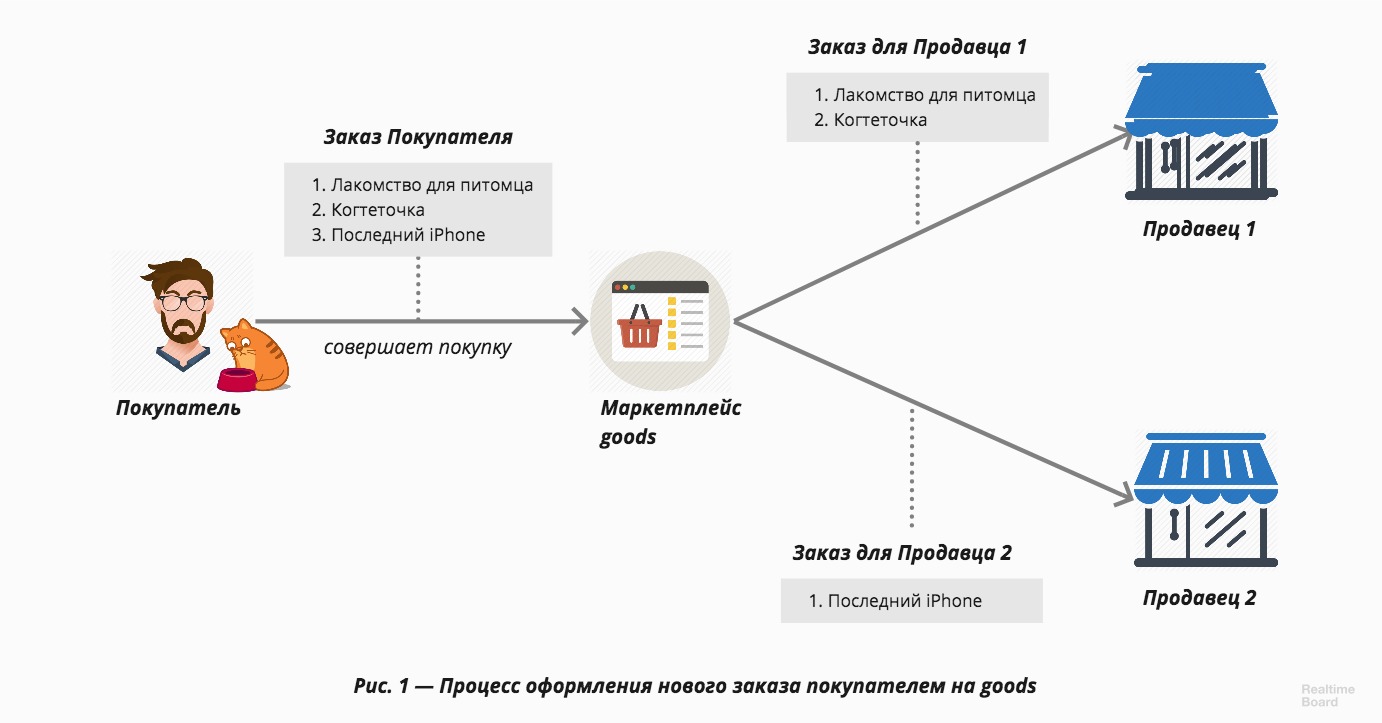 Заказ для Продавца 1
1. Лакомство для питомца
2. Когтеточка
Заказ Покупателя
1. Лакомство для питомца
2. Когтеточка
3. Последний iPhone
Продавец 1
совершает покупку
Покупатель
Маркетплейс
goods
Заказ для Продавца 2
1. Последний iPhone
Продавец 2
Рис. 1 — Процесс оформления нового заказа покупателем на goods
Realtime
Board